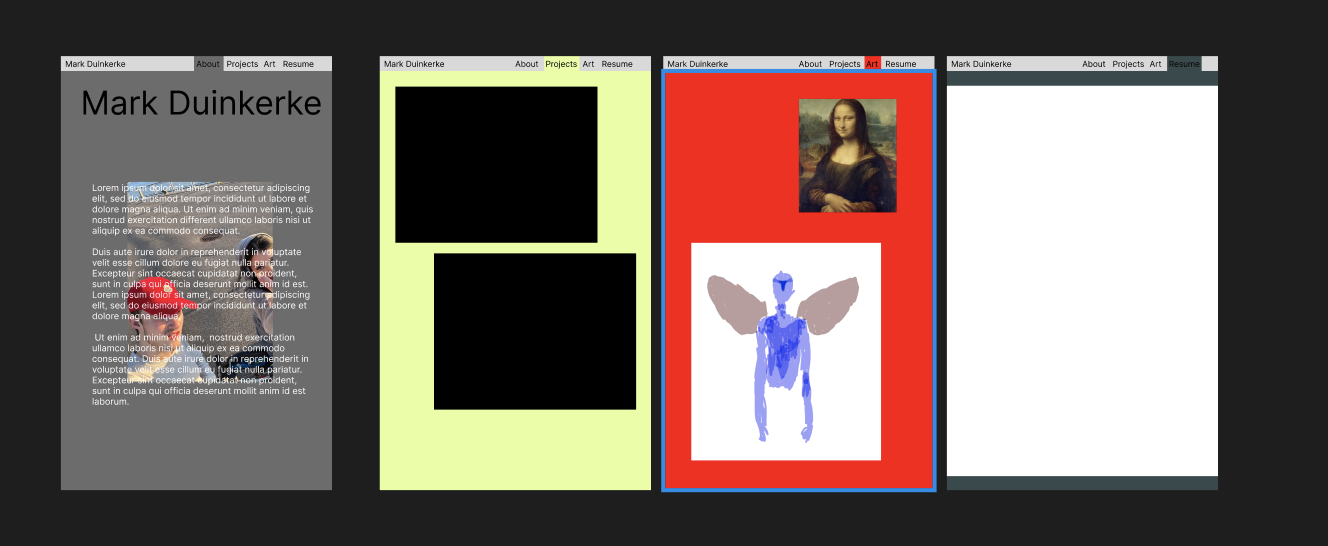 Mark Duinkerke About Projects Art Resume
Mark Duinkerke
Lorem ipsum dolor sit amet, consectetur adipiscing
elit, sed do eiusmod tempor incididunt ut labore et
dolore magna aliqua. Ut enim ad minim veniam, quis
nostrud exercitation different ullamco laboris nisi ut
aliquip ex ea commodo consequat.
Duis aute irure dolor in reprehenderit in voluptate
velit esse cillum dolore eu fugiat nulla pariatur.
Excepteur sint occaecat cupidatat non proident,
sunt in culpa qui officia deserunt mollit anim id est.
Lorem ipsum dolor sit amet, consectetur adipiscing
elit, sed do eiusmod tempor incididunt ut labore et
dolore magna aliqua.
Ut enim ad minim veniam, nostrud exercitation
ullamco laboris nisi ut aliquip ex ea commodo
consequat. Duis aute irure dolor in reprehenderit in
voluptate velit esse cillum eu fugiat nulla pariatur.
Excepteur sint occaecat cupidatat non proident,
sunt in culpa qui officia deserunt mollit anim id est
laborum.
Mark Duinkerke About Projects Art Resume
Mark Duinkerke About Projects Art Resume
Mark Duinkerke About Projects Art Resume